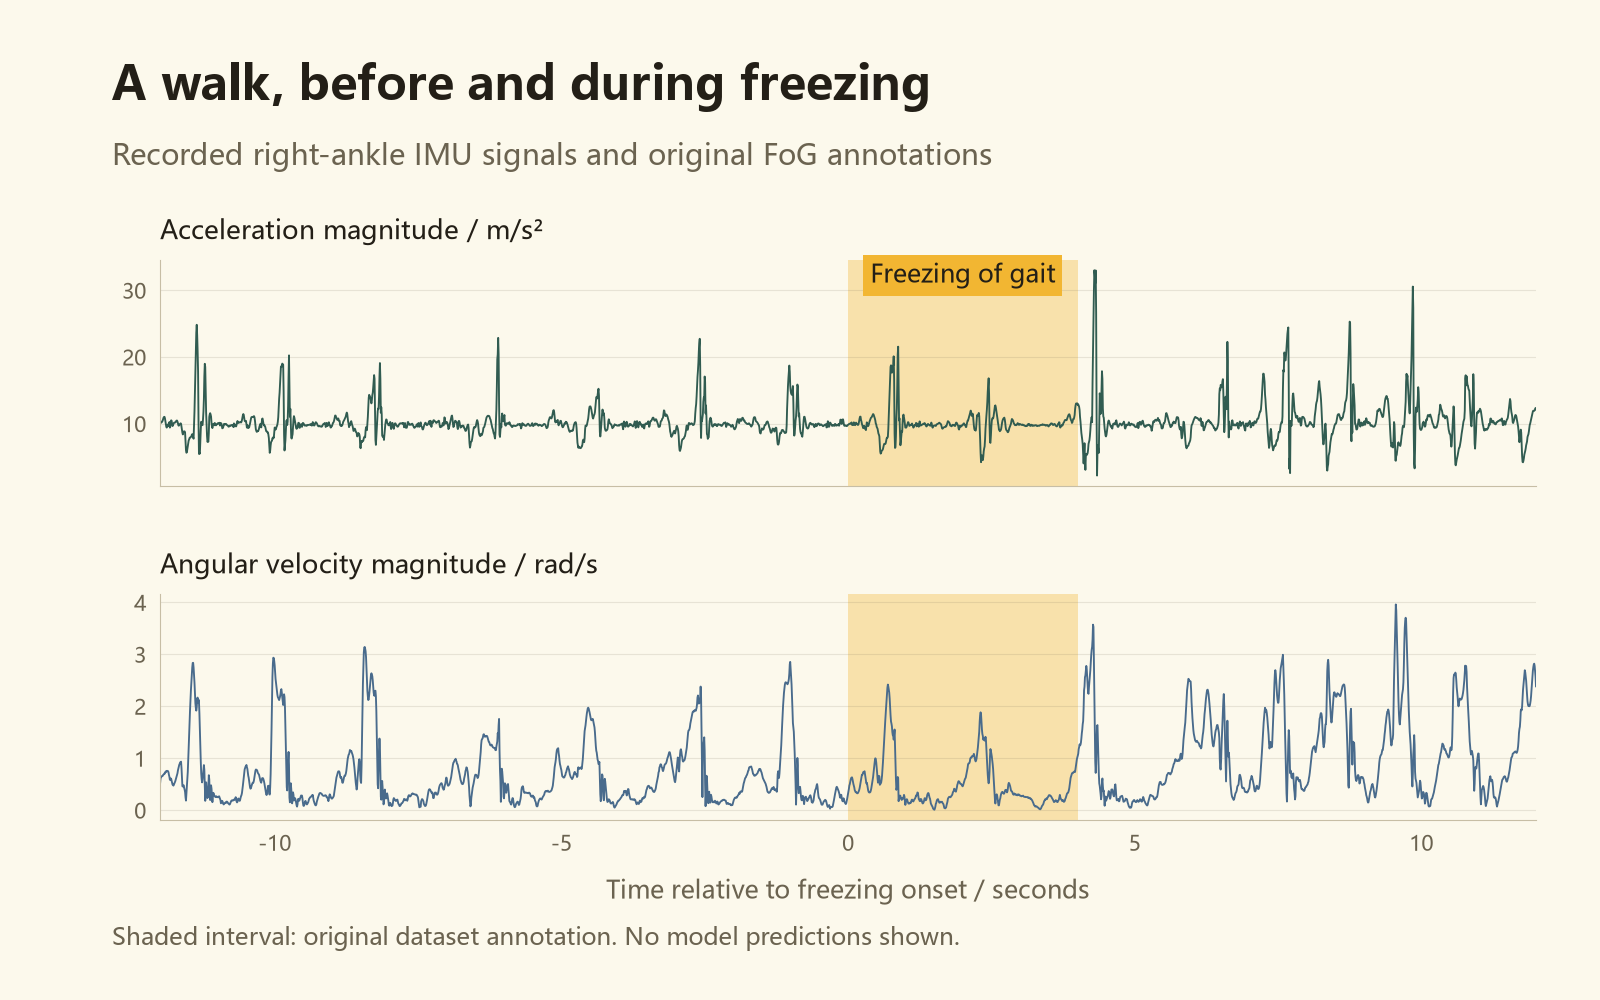 A walk, before and during freezing
Recorded right-ankle IMU signals and original FoG annotations
Acceleration magnitude / m/s²
Freezing of gait
30
20
10
Angular velocity magnitude / rad/s
4
3
2
1
0
-10 -5 0 5 10
Time relative to freezing onset / seconds
Shaded interval: original dataset annotation. No model predictions shown.